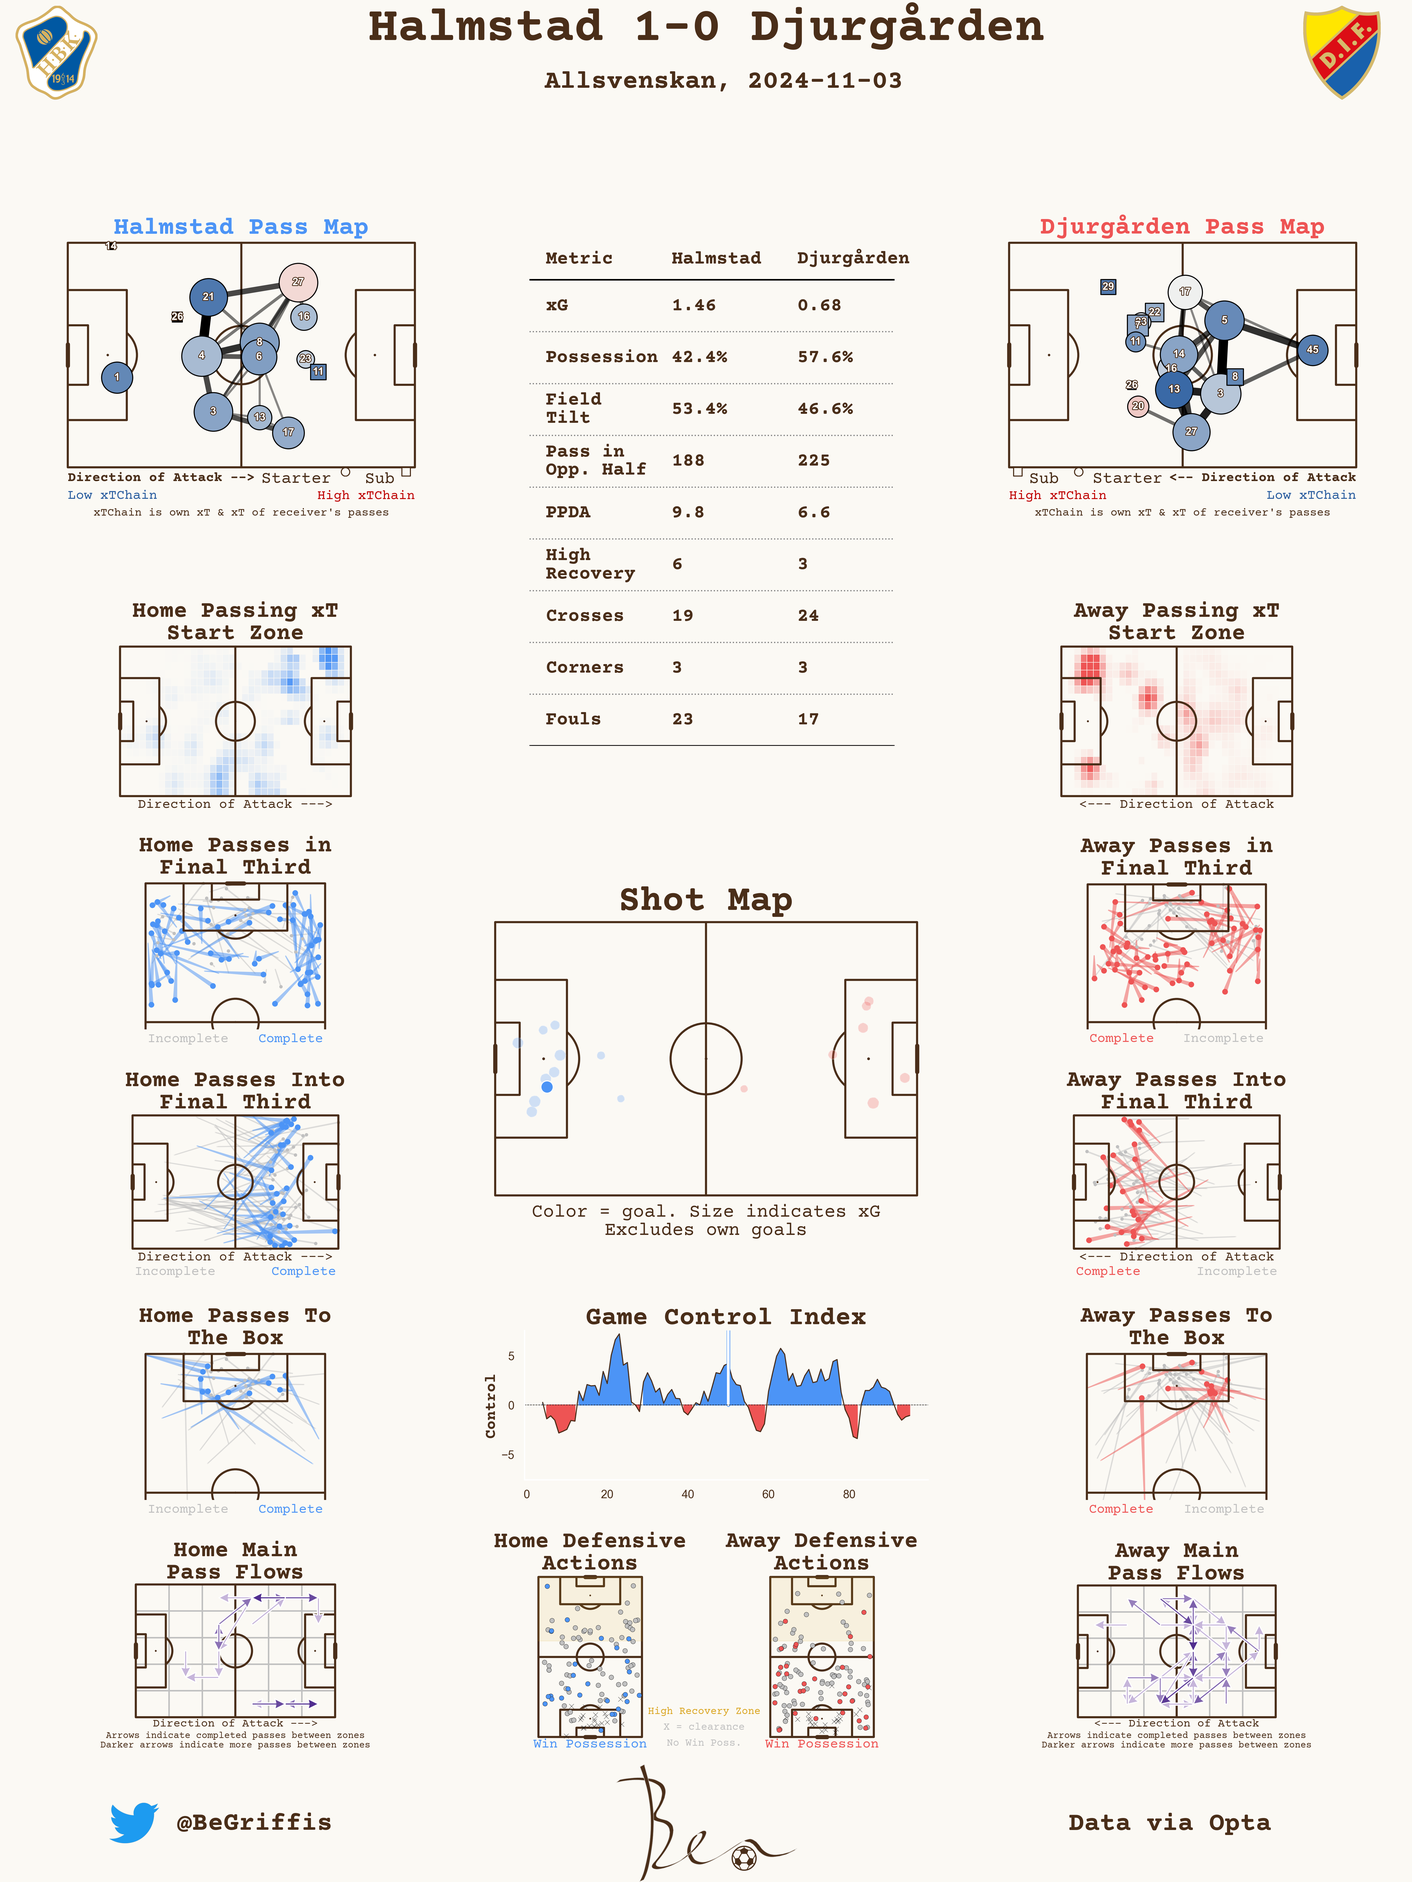 Halmstad 1-0 Djurgården
Allsvenskan, 2024-11-03
H.B.K.
19 14
D.I.F.
Halmstad Pass Map
14
27
21
26
16
8
4
6
23
11
1
3
13
17
Direction of Attack --> Starter Sub
Low xTChain High xTChain
xTChain is own xT & xT of receiver's passes
Metric Halmstad Djurgården
xG 1.46 0.68
Possession 42.4% 57.6%
Field
Tilt 53.4% 46.6%
Pass in
Opp. Half 188 225
PPDA 9.8 6.6
High
Recovery 6 3
Crosses 19 24
Corners 3 3
Fouls 23 17
Djurgården Pass Map
29
17
22
23
7
5
11
14
45
16
8
26
13
3
20
27
Sub Starter <-- Direction of Attack
High xTChain Low xTChain
xTChain is own xT & xT of receiver's passes
Home Passing xT
Start Zone
Direction of Attack --->
Away Passing xT
Start Zone
<--- Direction of Attack
Home Passes in
Final Third
Incomplete Complete
Shot Map
Color = goal. Size indicates xG
Excludes own goals
Away Passes in
Final Third
Complete Incomplete
Home Passes Into
Final Third
Direction of Attack --->
Incomplete Complete
Away Passes Into
Final Third
<--- Direction of Attack
Complete Incomplete
Home Passes To
The Box
Incomplete Complete
Game Control Index
Control
5
0
−5
0 20 40 60 80
Away Passes To
The Box
Complete Incomplete
Home Main
Pass Flows
Direction of Attack --->
Arrows indicate completed passes between zones
Darker arrows indicate more passes between zones
Home Defensive
Actions
Win Possession
High Recovery Zone
X = clearance
No Win Poss.
Away Defensive
Actions
Win Possession
Away Main
Pass Flows
<--- Direction of Attack
Arrows indicate completed passes between zones
Darker arrows indicate more passes between zones
@BeGriffis
Ben
Data via Opta